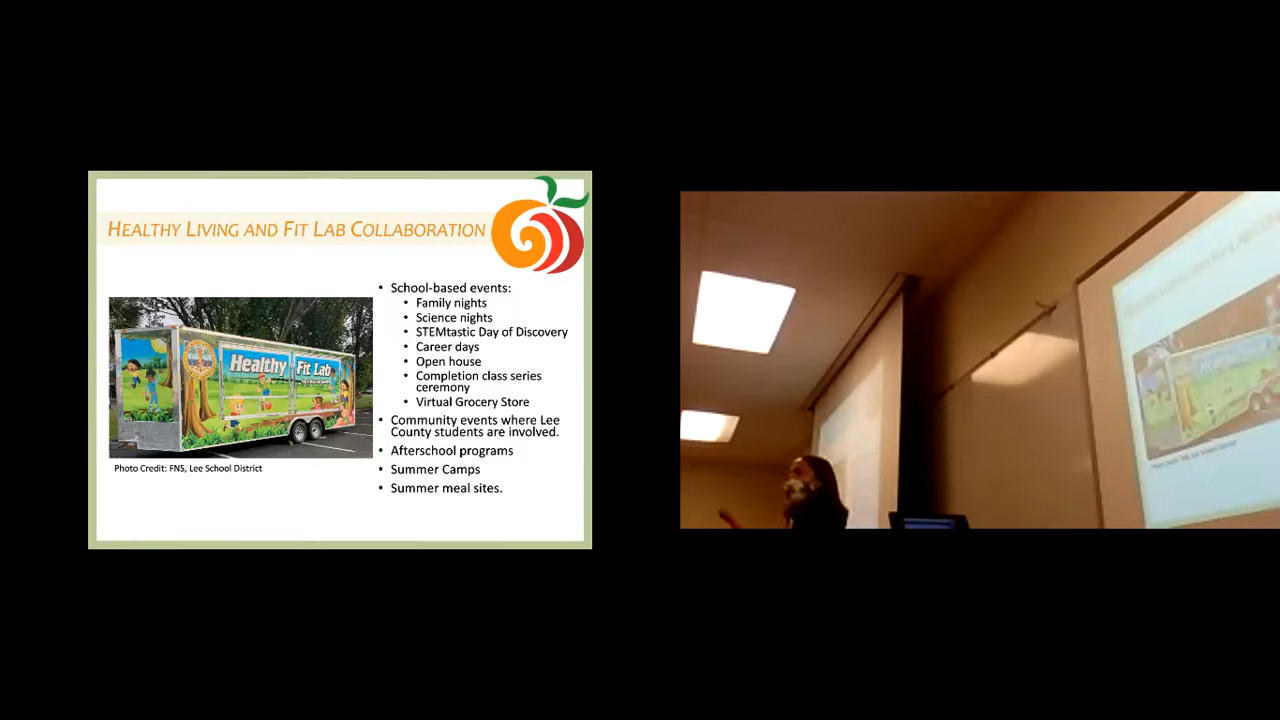 HEALTHY LIVING AND FIT LAB COLLABORATION
Healthy Fit Lab
Photo Credit: FNS, Lee School District
• School-based events:
• Family nights
• Science nights
• STEMtastic Day of Discovery
• Career days
• Open house
• Completion class series
ceremony
• Virtual Grocery Store
• Community events where Lee
County students are involved.
• Afterschool programs
• Summer Camps
• Summer meal sites.